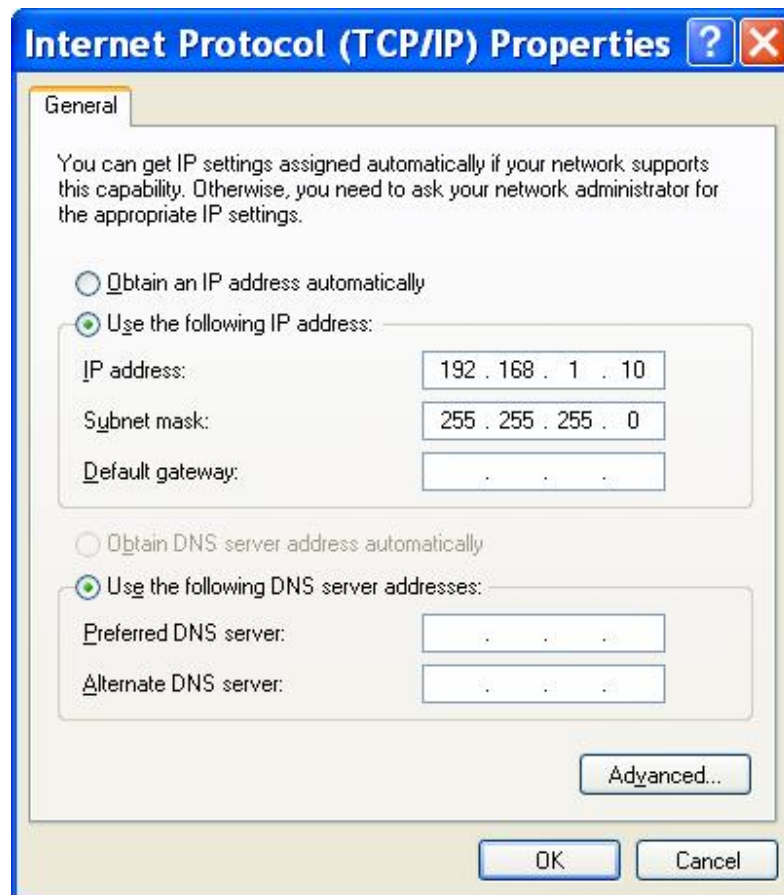 Internet Protocol (TCP/IP) Properties
General
You can get IP settings assigned automatically if your network supports
this capability. Otherwise, you need to ask your network administrator for
the appropriate IP settings.
Obtain an IP address automatically
Use the following IP address:
IP address: 192 . 168 . 1 . 10
Subnet mask: 255 . 255 . 255 . 0
Default gateway: . . .
Obtain DNS server address automatically
Use the following DNS server addresses:
Preferred DNS server: . . .
Alternate DNS server: . . .
Advanced...
OK Cancel